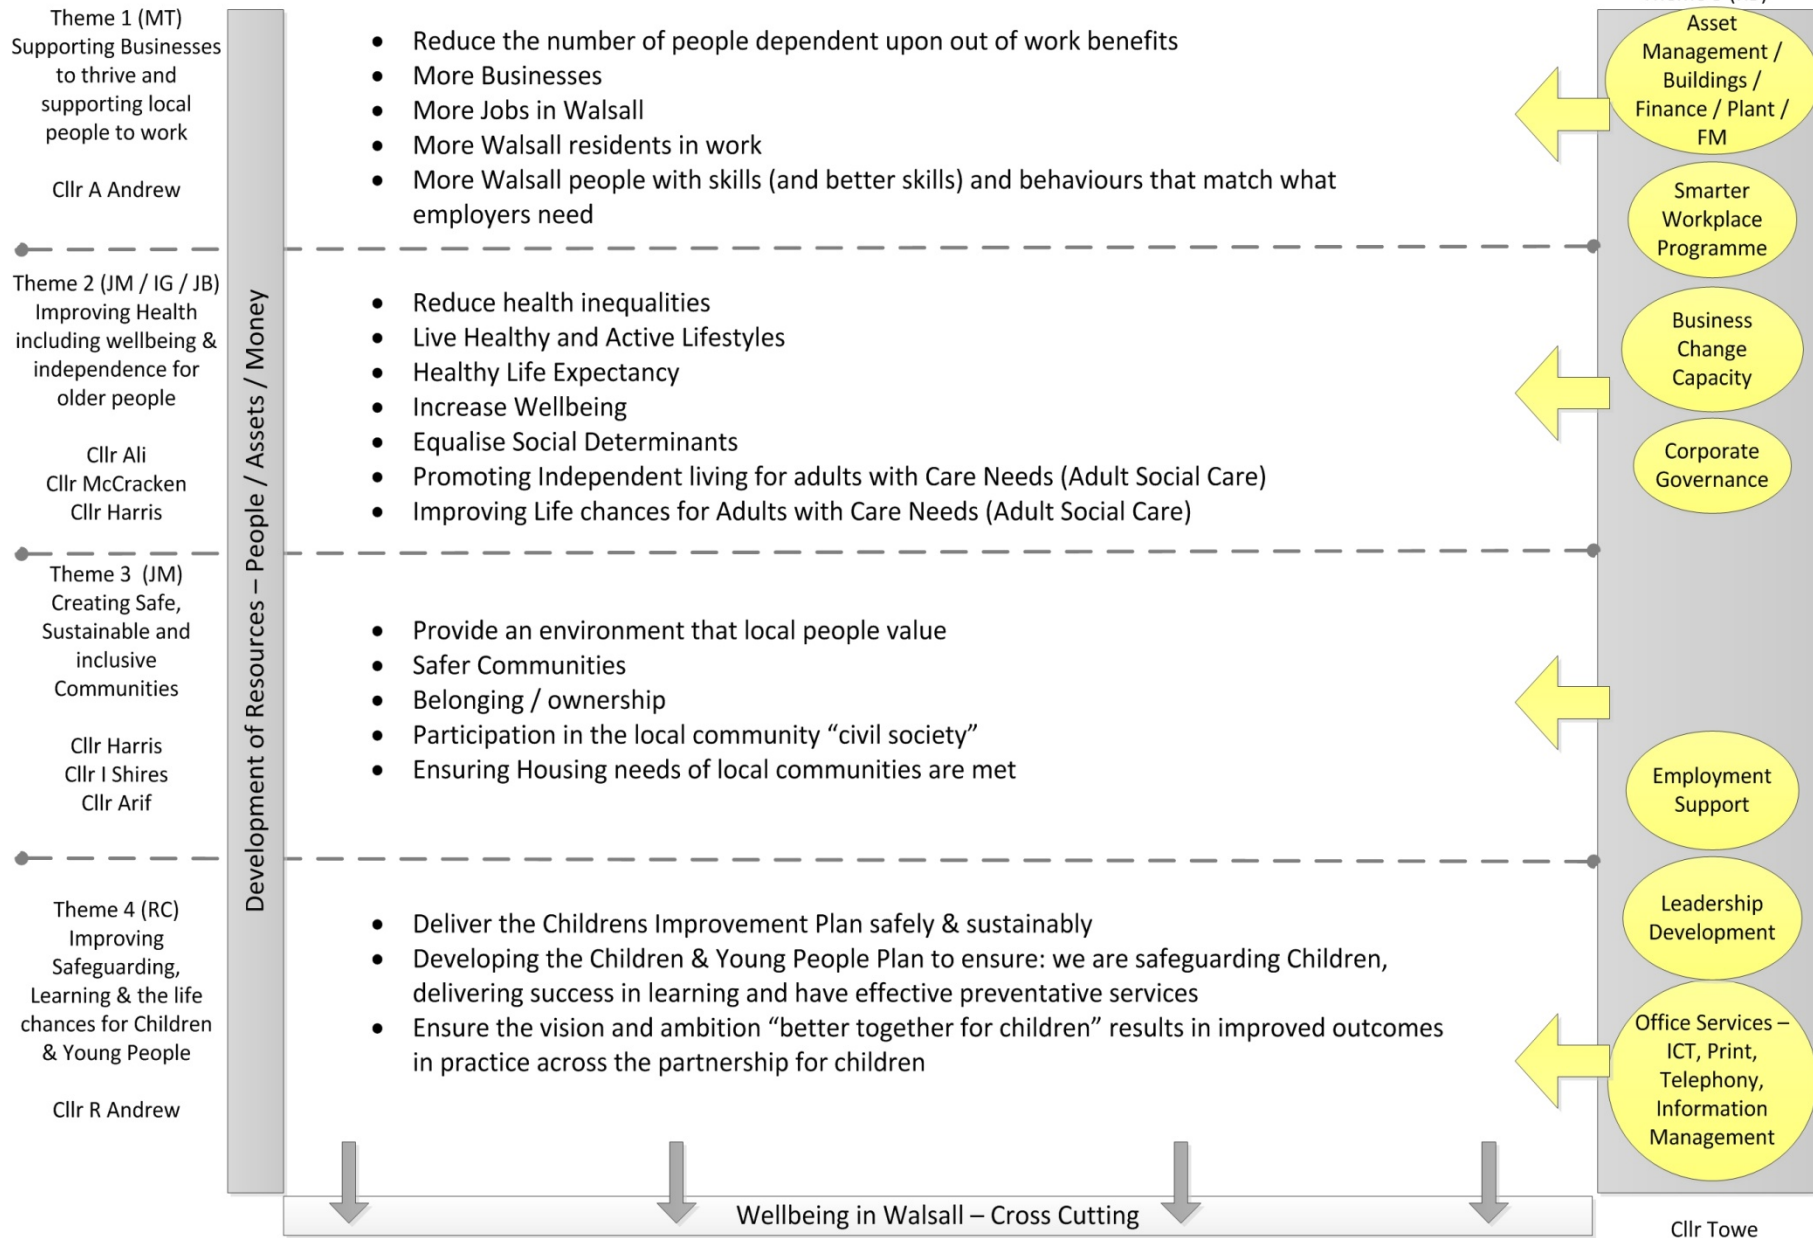 Theme 1 (MT)
Supporting Businesses
to thrive and
supporting local
people to work
Cllr A Andrew
Theme 2 (JM / IG / JB)
Improving Health
including wellbeing &
independence for
older people
Cllr Ali
Cllr McCracken
Cllr Harris
Theme 3 (JM)
Creating Safe,
Sustainable and
inclusive
Communities
Cllr Harris
Cllr I Shires
Cllr Arif
Theme 4 (RC)
Improving
Safeguarding,
Learning & the life
chances for Children
& Young People
Cllr R Andrew
Development of Resources – People / Assets / Money
• Reduce the number of people dependent upon out of work benefits
• More Businesses
• More Jobs in Walsall
• More Walsall residents in work
• More Walsall people with skills (and better skills) and behaviours that match what
employers need
• Reduce health inequalities
• Live Healthy and Active Lifestyles
• Healthy Life Expectancy
• Increase Wellbeing
• Equalise Social Determinants
• Promoting Independent living for adults with Care Needs (Adult Social Care)
• Improving Life chances for Adults with Care Needs (Adult Social Care)
• Provide an environment that local people value
• Safer Communities
• Belonging / ownership
• Participation in the local community “civil society”
• Ensuring Housing needs of local communities are met
• Deliver the Childrens Improvement Plan safely & sustainably
• Developing the Children & Young People Plan to ensure: we are safeguarding Children,
delivering success in learning and have effective preventative services
• Ensure the vision and ambition “better together for children” results in improved outcomes
in practice across the partnership for children
Wellbeing in Walsall – Cross Cutting
Asset
Management /
Buildings /
Finance / Plant /
FM
Smarter
Workplace
Programme
Business
Change
Capacity
Corporate
Governance
Employment
Support
Leadership
Development
Office Services –
ICT, Print,
Telephony,
Information
Management
Cllr Towe